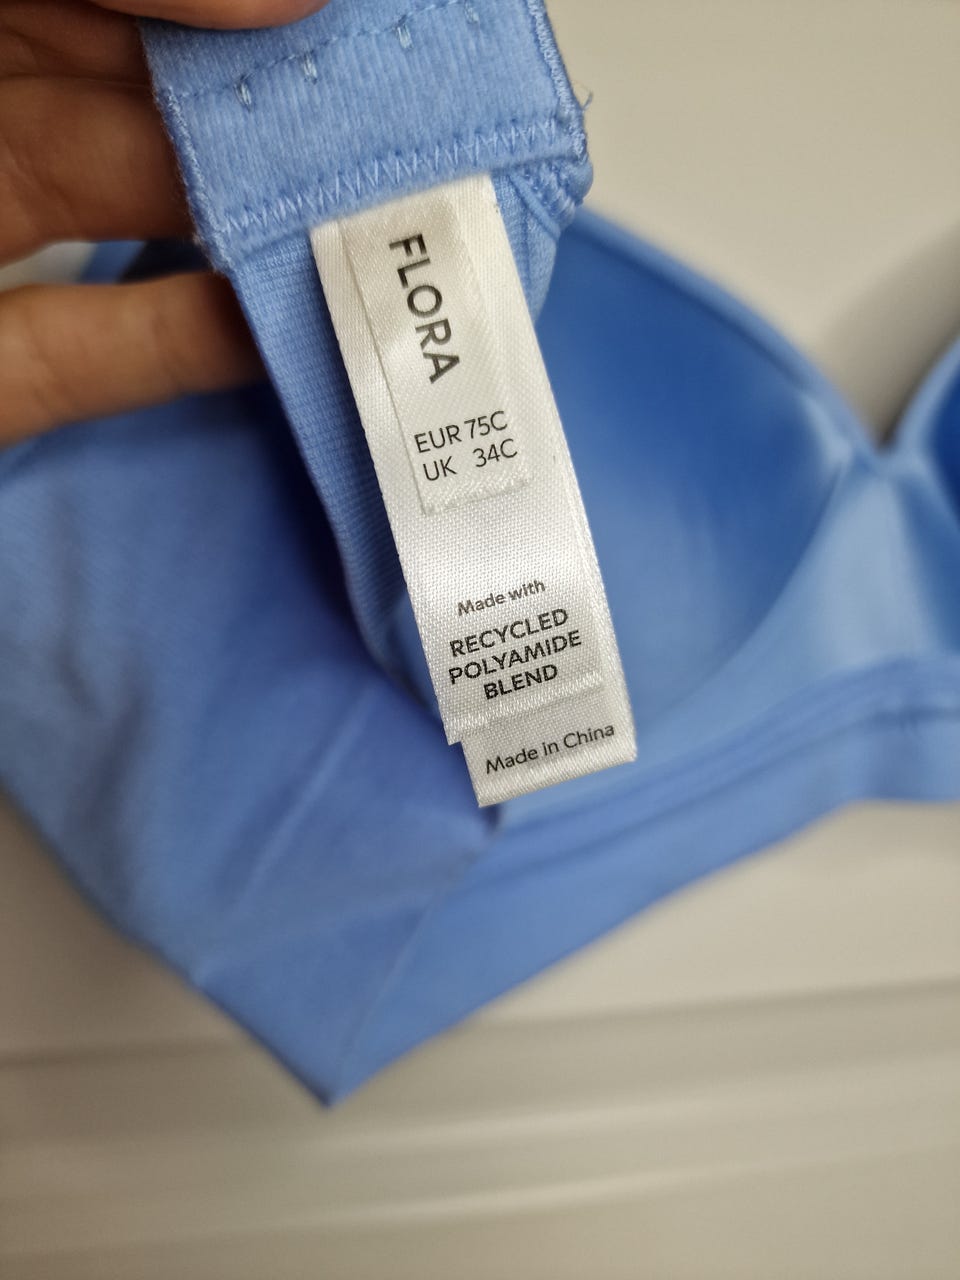 FLORA
EUR 75C
UK 34C
Made with
RECYCLED
POLYAMIDE
BLEND
Made in China